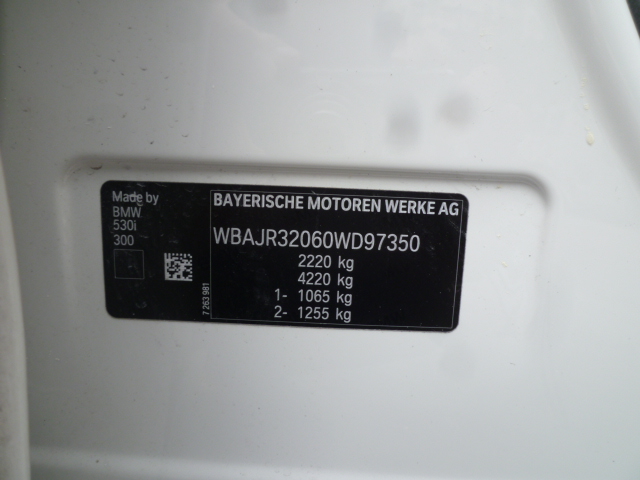 Made by
BMW
530i
300
7 263 981
BAYERISCHE MOTOREN WERKE AG
WBAJR32060WD97350
2220 kg
4220 kg
1- 1065 kg
2- 1255 kg